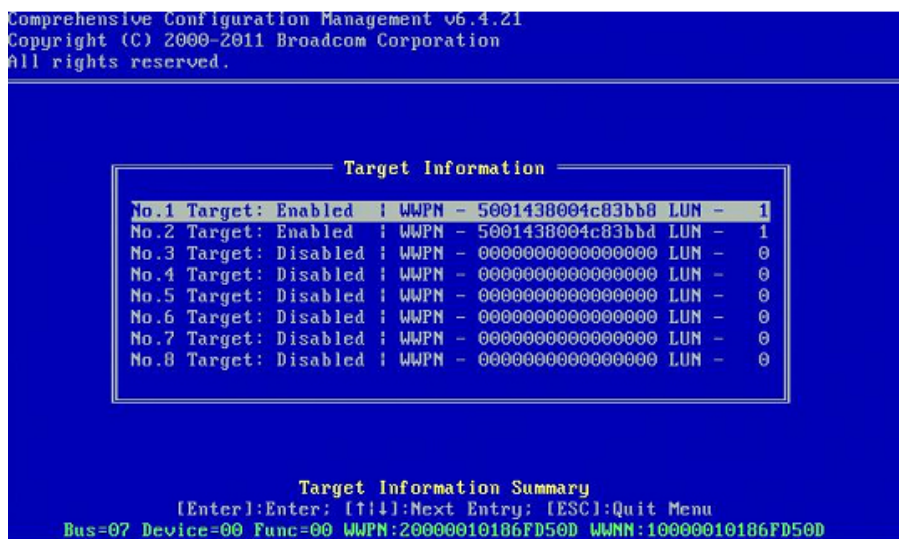 Comprehensive Configuration Management v6.4.21
Copyright (C) 2000-2011 Broadcom Corporation
All rights reserved.
Target Information
No.1 Target: Enabled ¦ WWPN - 5001438004c83bb8 LUN - 1
No.2 Target: Enabled ¦ WWPN - 5001438004c83bbd LUN - 1
No.3 Target: Disabled ¦ WWPN - 0000000000000000 LUN - 0
No.4 Target: Disabled ¦ WWPN - 0000000000000000 LUN - 0
No.5 Target: Disabled ¦ WWPN - 0000000000000000 LUN - 0
No.6 Target: Disabled ¦ WWPN - 0000000000000000 LUN - 0
No.7 Target: Disabled ¦ WWPN - 0000000000000000 LUN - 0
No.8 Target: Disabled ¦ WWPN - 0000000000000000 LUN - 0
Target Information Summary
[Enter]:Enter; [↑↓]:Next Entry; [ESC]:Quit Menu
Bus=07 Device=00 Func=00 WWPN:20000010186FD50D WWNN:10000010186FD50D